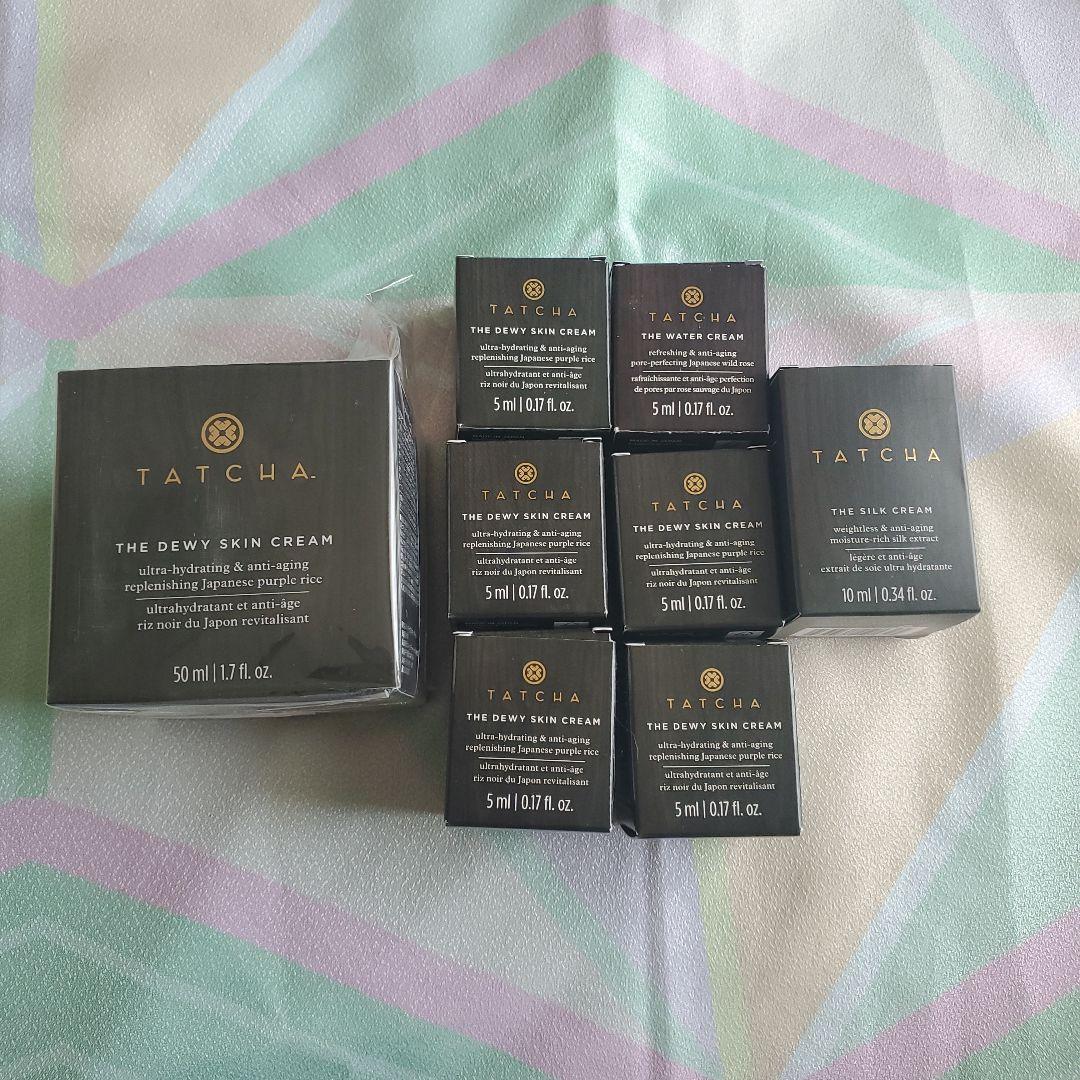 TATCHA
THE DEWY SKIN CREAM
ultra-hydrating & anti-aging
replenishing Japanese purple rice
ultrahydratant et anti-âge
riz noir du Japon revitalisant
50 ml | 1.7 fl. oz.
TATCHA
THE DEWY SKIN CREAM
ultra-hydrating & anti-aging
replenishing Japanese purple rice
ultrahydratant et anti-âge
riz noir du Japon revitalisant
5 ml | 0.17 fl. oz.
TATCHA
THE WATER CREAM
refreshing & anti-aging
pore-perfecting Japanese wild rose
rafraîchissante et anti-âge perfection
de pores par rose sauvage du Japon
5 ml | 0.17 fl. oz.
TATCHA
THE DEWY SKIN CREAM
ultra-hydrating & anti-aging
replenishing Japanese purple rice
ultrahydratant et anti-âge
riz noir du Japon revitalisant
5 ml | 0.17 fl. oz.
TATCHA
THE DEWY SKIN CREAM
ultra-hydrating & anti-aging
replenishing Japanese purple rice
ultrahydratant et anti-âge
riz noir du Japon revitalisant
5 ml | 0.17 fl. oz.
TATCHA
THE SILK CREAM
weightless & anti-aging
moisture-rich silk extract
légère et anti-âge
extrait de soie ultra hydratante
10 ml | 0.34 fl. oz.
TATCHA
THE DEWY SKIN CREAM
ultra-hydrating & anti-aging
replenishing Japanese purple rice
ultrahydratant et anti-âge
riz noir du Japon revitalisant
5 ml | 0.17 fl. oz.
TATCHA
THE DEWY SKIN CREAM
ultra-hydrating & anti-aging
replenishing Japanese purple rice
ultrahydratant et anti-âge
riz noir du Japon revitalisant
5 ml | 0.17 fl. oz.